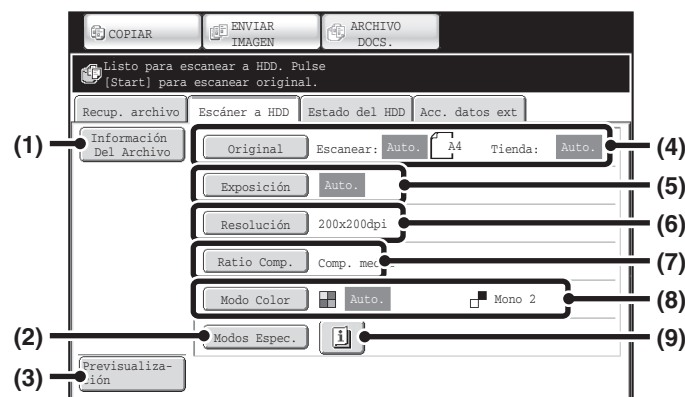 COPIAR
ENVIAR
IMAGEN
ARCHIVO
DOCS.
Listo para escanear a HDD. Pulse
[Start] para escanear original.
Recup. archivo
Escáner a HDD
Estado del HDD
Acc. datos ext
(1)
Información
Del Archivo
Original
Escanear:
Auto.
A4
Tienda:
Auto.
(4)
Exposición
Auto.
(5)
Resolución
200x200dpi
(6)
Ratio Comp.
Comp.
(7)
Modo Color
Auto.
Mono 2
(8)
(2)
Modos Espec.
(9)
(3)
Previsualiza-
ción